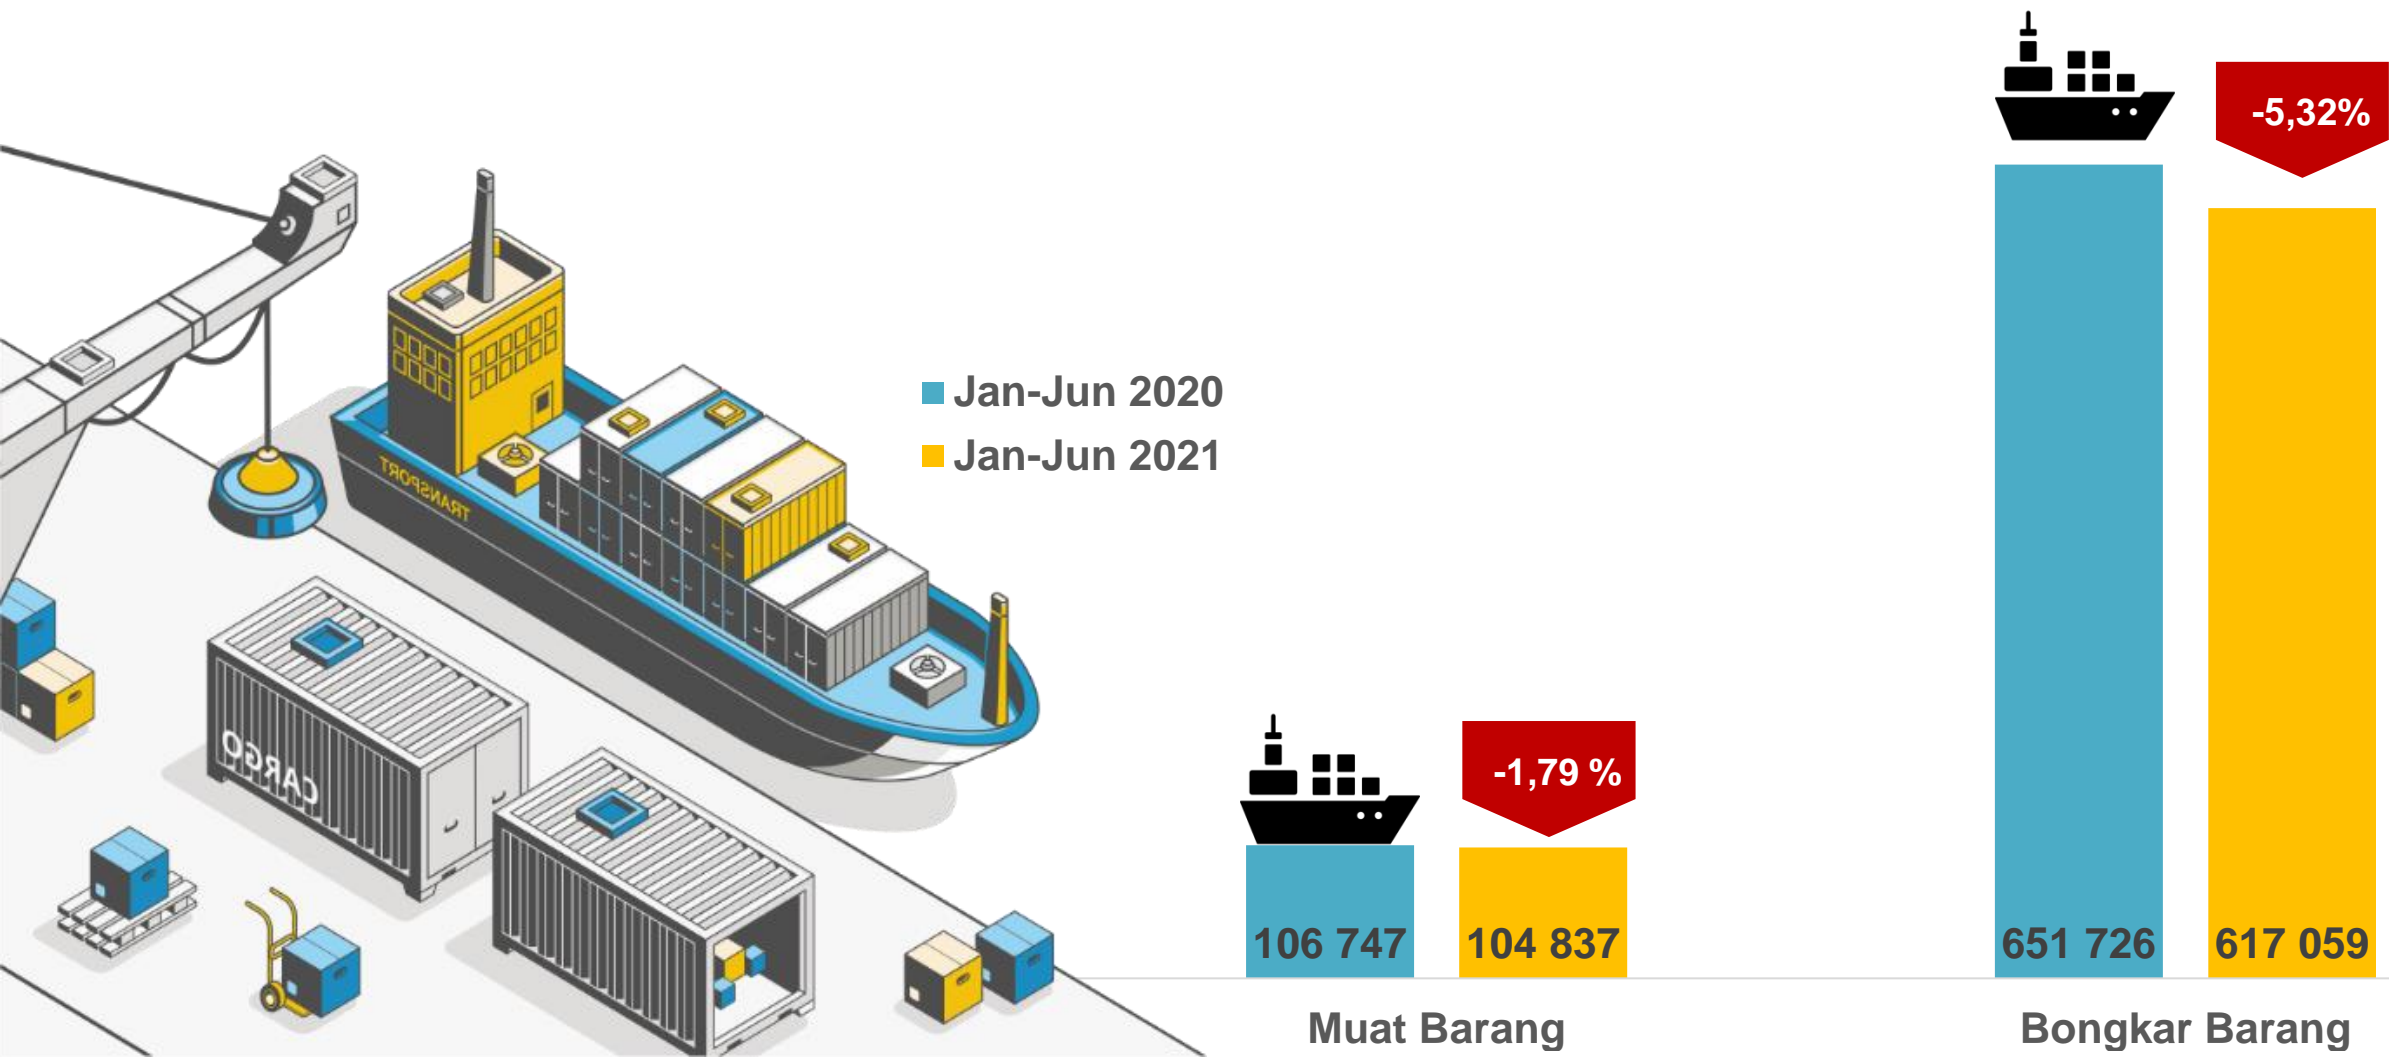 -5,32%
Jan-Jun 2020
Jan-Jun 2021
TRANSPORT
CARGO
-1,79 %
106 747
104 837
651 726
617 059
Muat Barang
Bongkar Barang